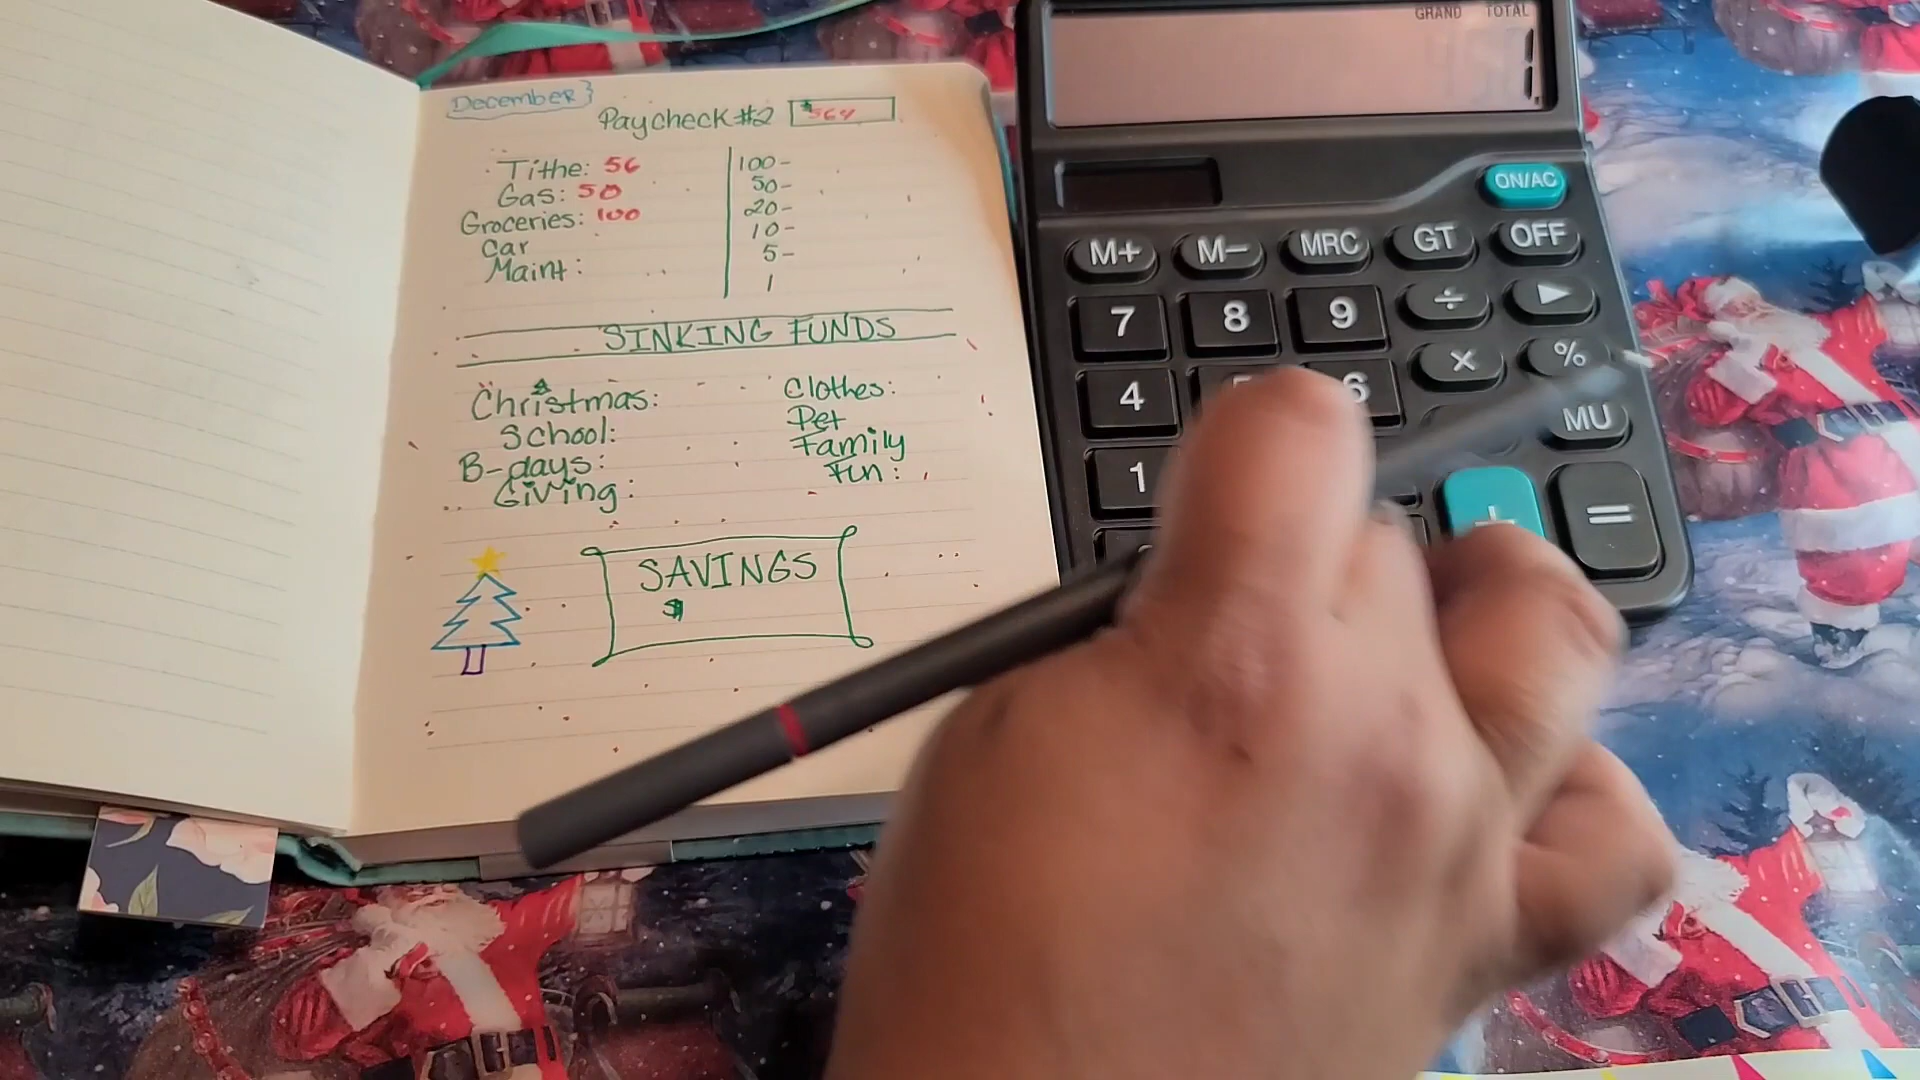 December
Paycheck #2 $564
Tithe: 56
Gas: 50
Groceries: 100
Car
Maint:
100-
50-
20-
10-
5-
1
SINKING FUNDS
Christmas:
School:
B-days:
Giving:
Clothes:
Pet
Family
Fun:
SAVINGS
$
GRAND TOTAL
ON/AC
M+ M- MRC GT OFF
7 8 9 ÷ ▶
4 6 × %
MU
1 + =